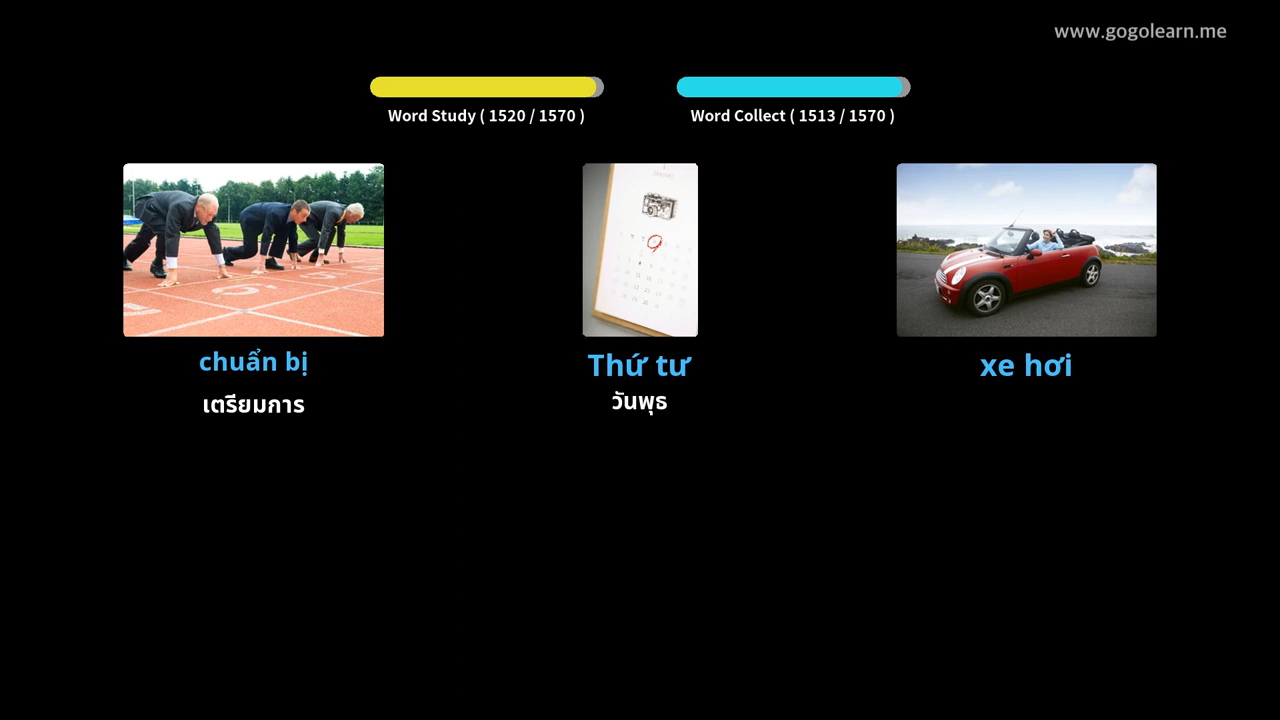 www.gogolearn.me
Word Study ( 1520 / 1570 )
Word Collect ( 1513 / 1570 )
chuẩn bị
Thứ tư
xe hơi
เตรียมการ
วันพุธ